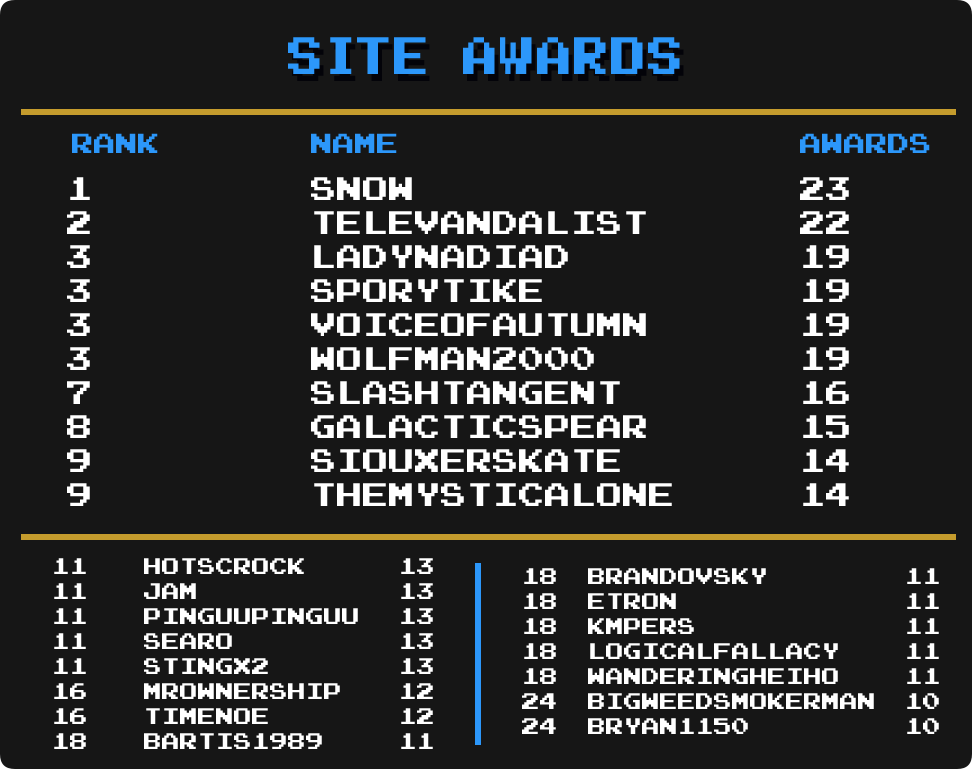 SITE AWARDS
RANK NAME AWARDS
1 SNOW 23
2 TELEVANDALIST 22
3 LADYNADIAD 19
3 SPORYTIKE 19
3 VOICEOFAUTUMN 19
3 WOLFMAN2000 19
7 SLASHTANGENT 16
8 GALACTICSPEAR 15
9 SIOUXERSKATE 14
9 THEMYSTICALONE 14
11 HOTSCROCK 13
11 JAM 13
11 PINGUUPINGUU 13
11 SEARO 13
11 STINGX2 13
16 MROWNERSHIP 12
16 TIMENOE 12
18 BARTIS1989 11
18 BRANDOVSKY 11
18 ETRON 11
18 KMPERS 11
18 LOGICALFALLACY 11
18 WANDERINGHEIHO 11
24 BIGWEEDSMOKERMAN 10
24 BRYAN1150 10